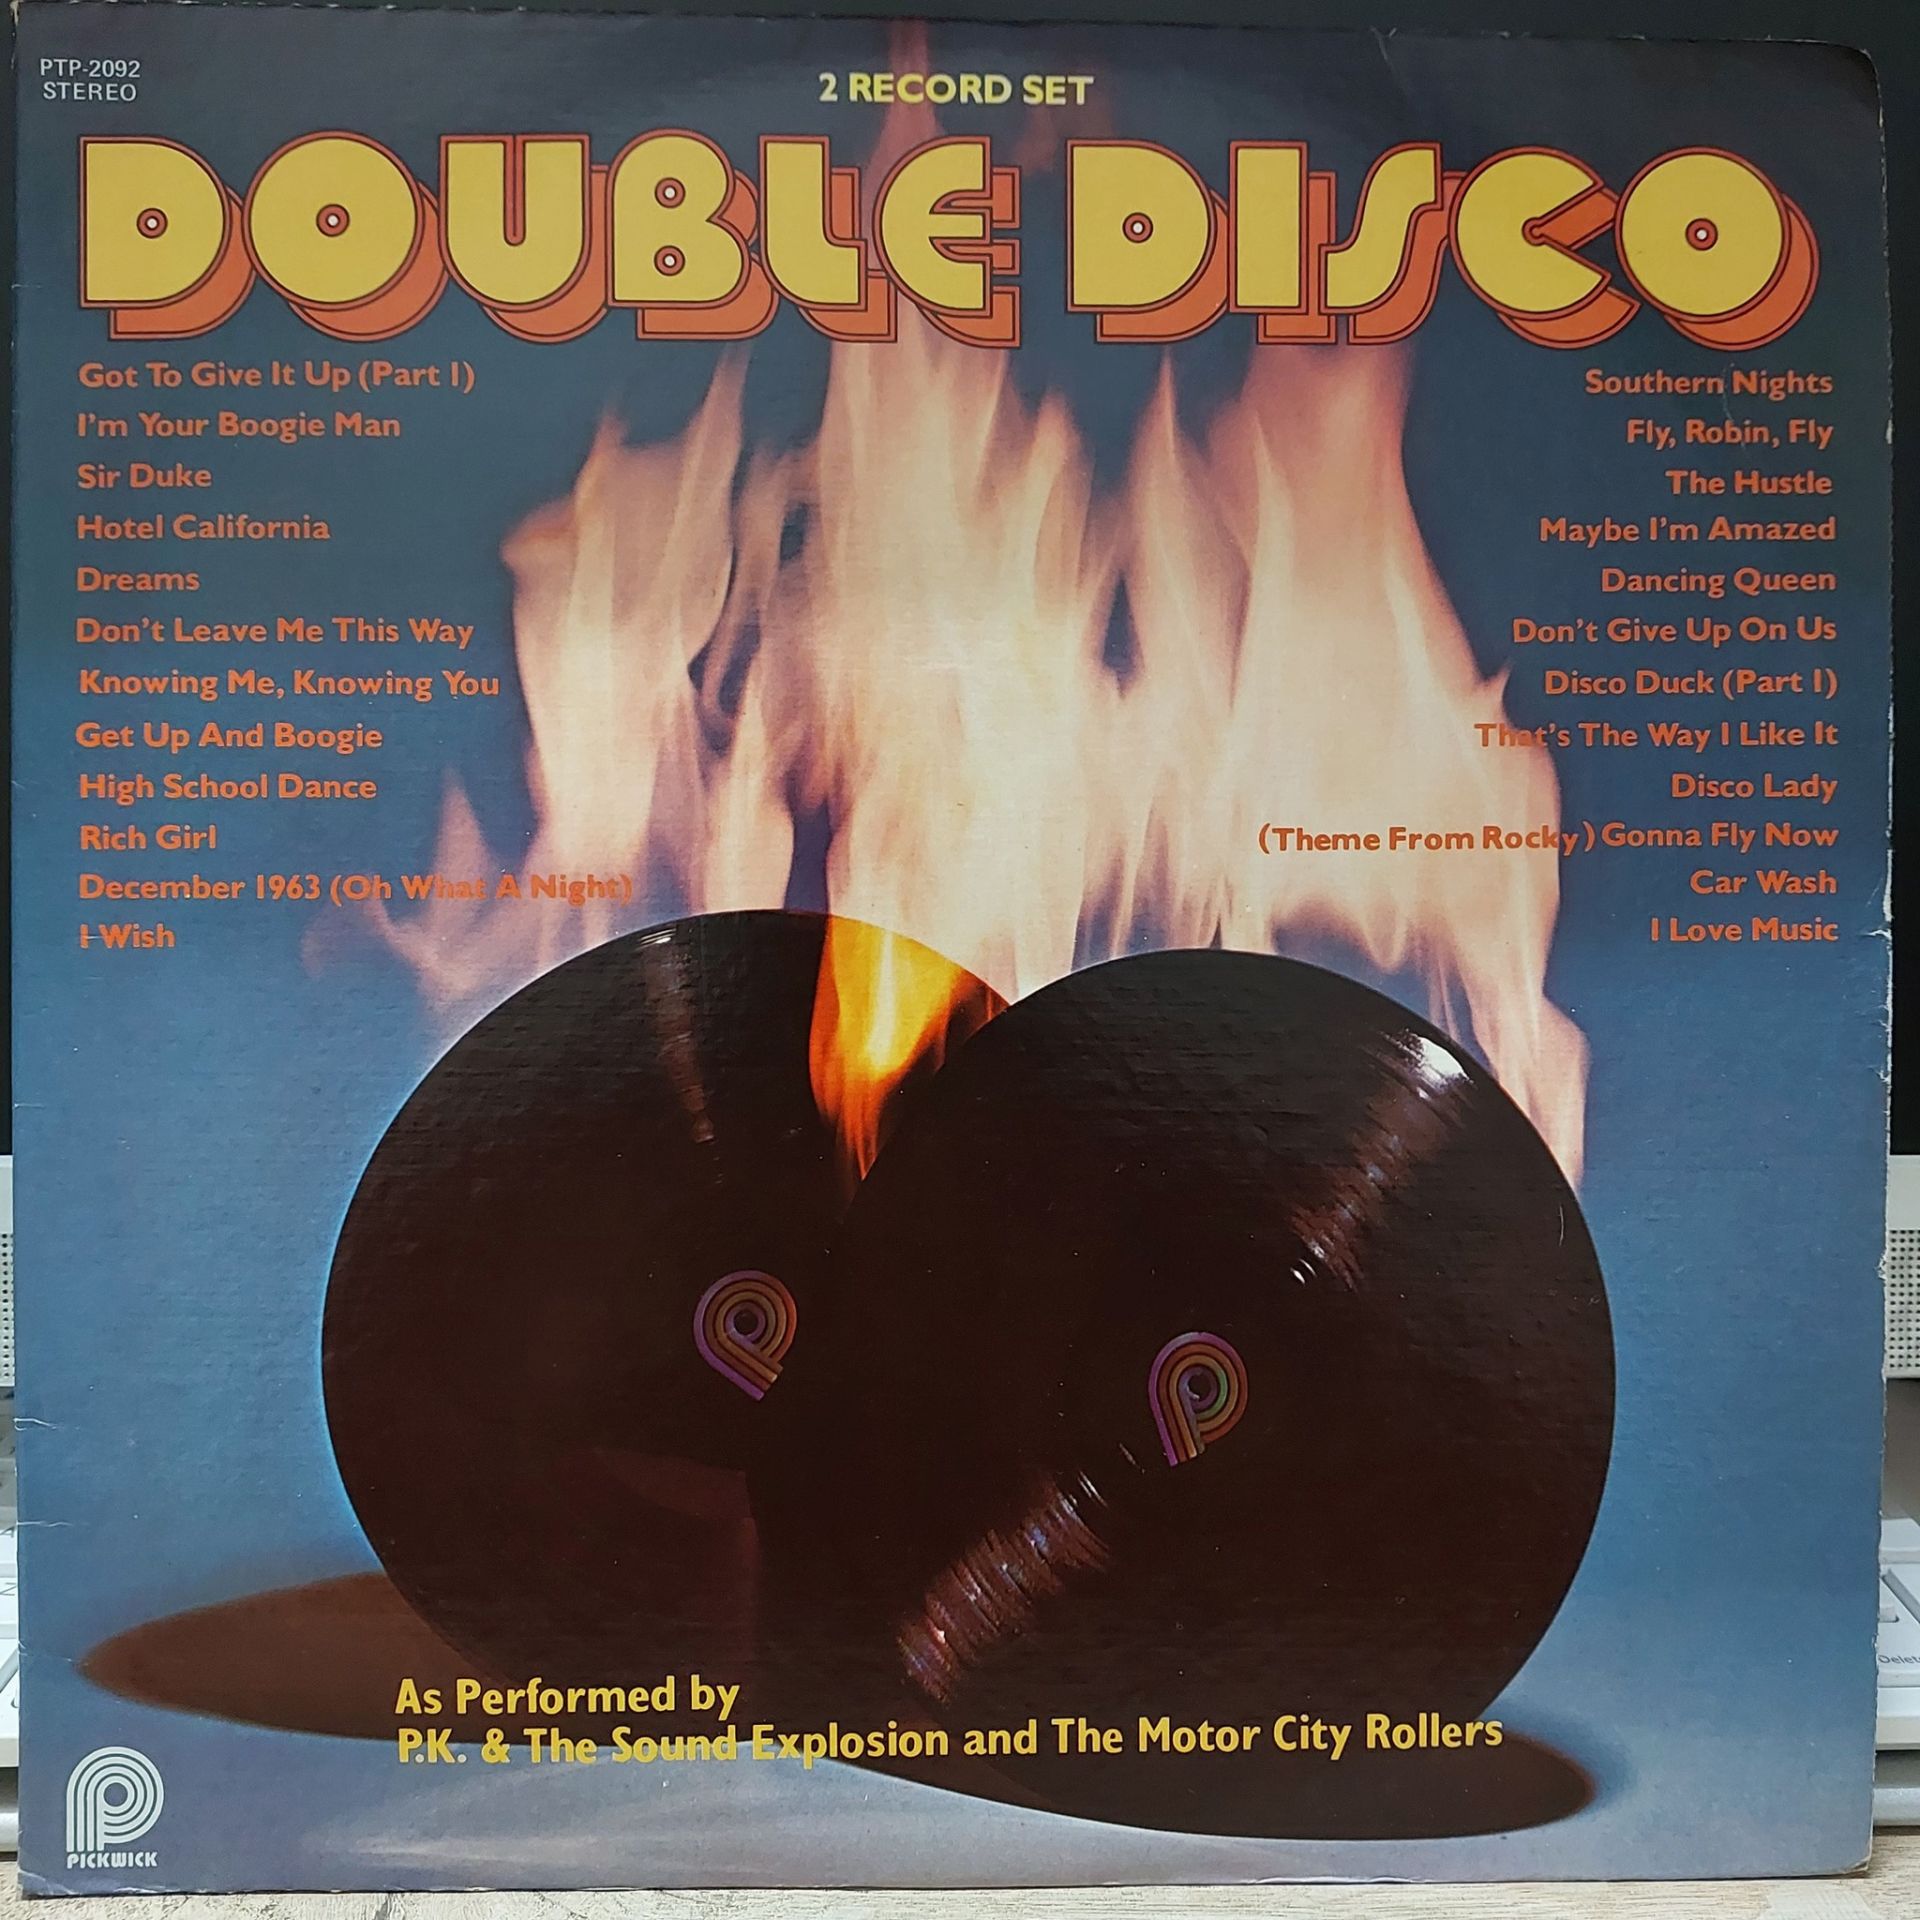 PTP-2092
STEREO
2 RECORD SET
DOUBLE DISCO
Got To Give It Up (Part I)
I'm Your Boogie Man
Sir Duke
Hotel California
Dreams
Don't Leave Me This Way
Knowing Me, Knowing You
Get Up And Boogie
High School Dance
Rich Girl
December 1963 (Oh What A Night)
I Wish
Southern Nights
Fly, Robin, Fly
The Hustle
Maybe I'm Amazed
Dancing Queen
Don't Give Up On Us
Disco Duck (Part I)
That's The Way I Like It
Disco Lady
(Theme From Rocky) Gonna Fly Now
Car Wash
I Love Music
As Performed by
P.K. & The Sound Explosion and The Motor City Rollers
PICKWICK
Delete